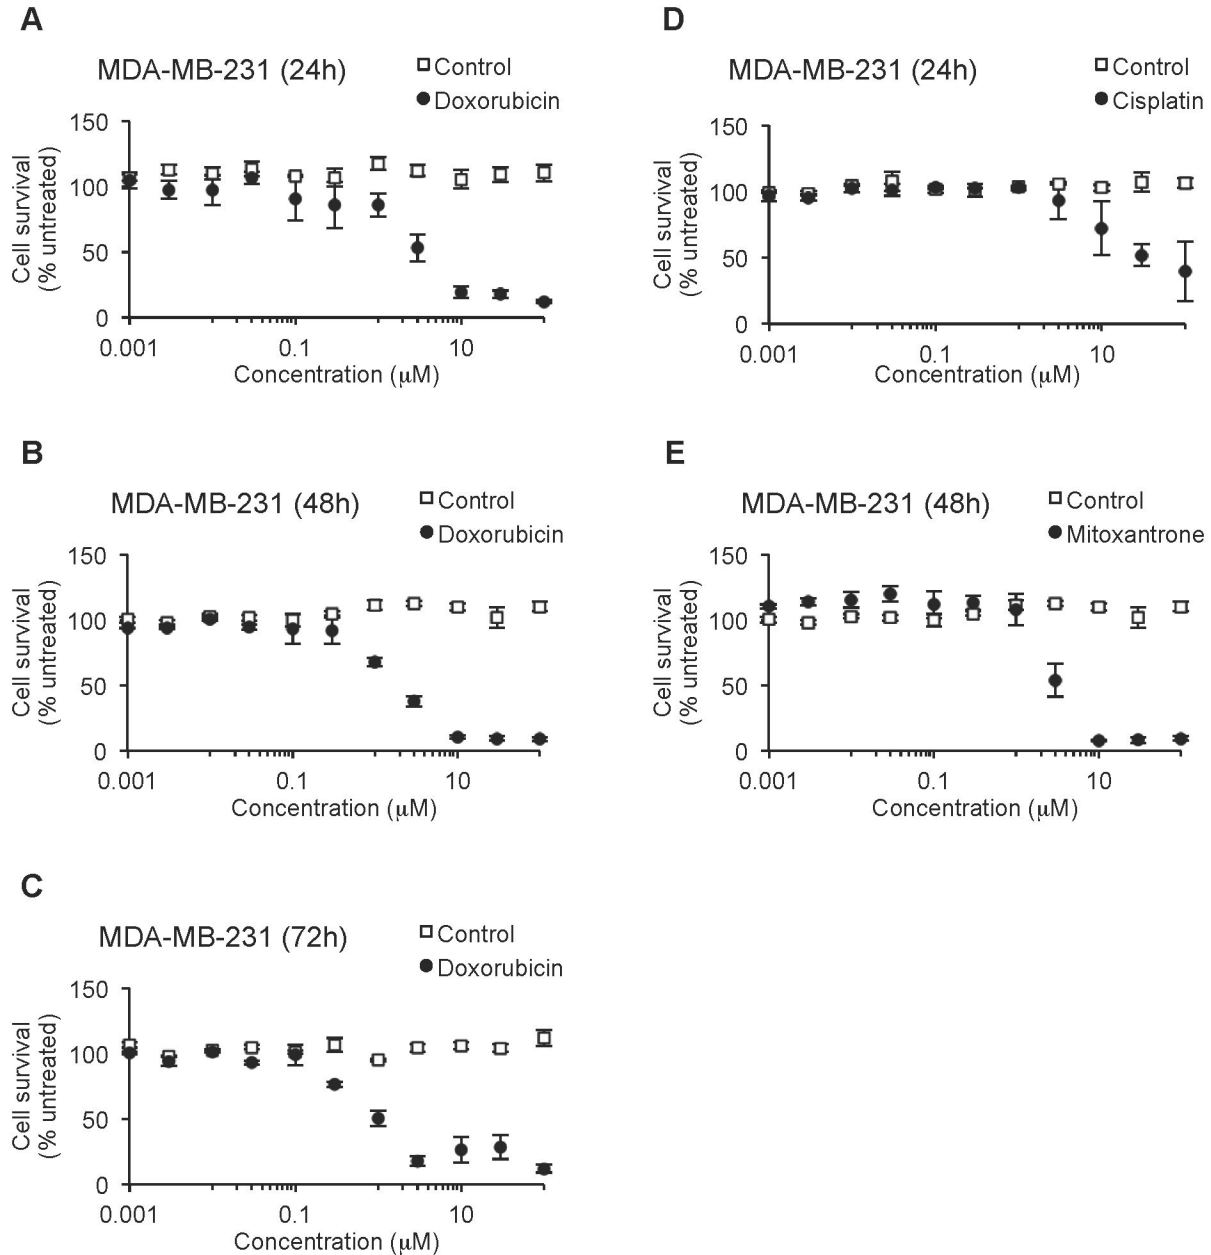 A
MDA-MB-231 (24h)
Control
Doxorubicin
Cell survival
(% untreated)
150
100
50
0
0.001
0.1
10
Concentration (μM)
B
MDA-MB-231 (48h)
Control
Doxorubicin
Cell survival
(% untreated)
150
100
50
0
0.001
0.1
10
Concentration (μM)
C
MDA-MB-231 (72h)
Control
Doxorubicin
Cell survival
(% untreated)
150
100
50
0
0.001
0.1
10
Concentration (μM)
D
MDA-MB-231 (24h)
Control
Cisplatin
Cell survival
(% untreated)
150
100
50
0
0.001
0.1
10
Concentration (μM)
E
MDA-MB-231 (48h)
Control
Mitoxantrone
Cell survival
(% untreated)
150
100
50
0
0.001
0.1
10
Concentration (μM)